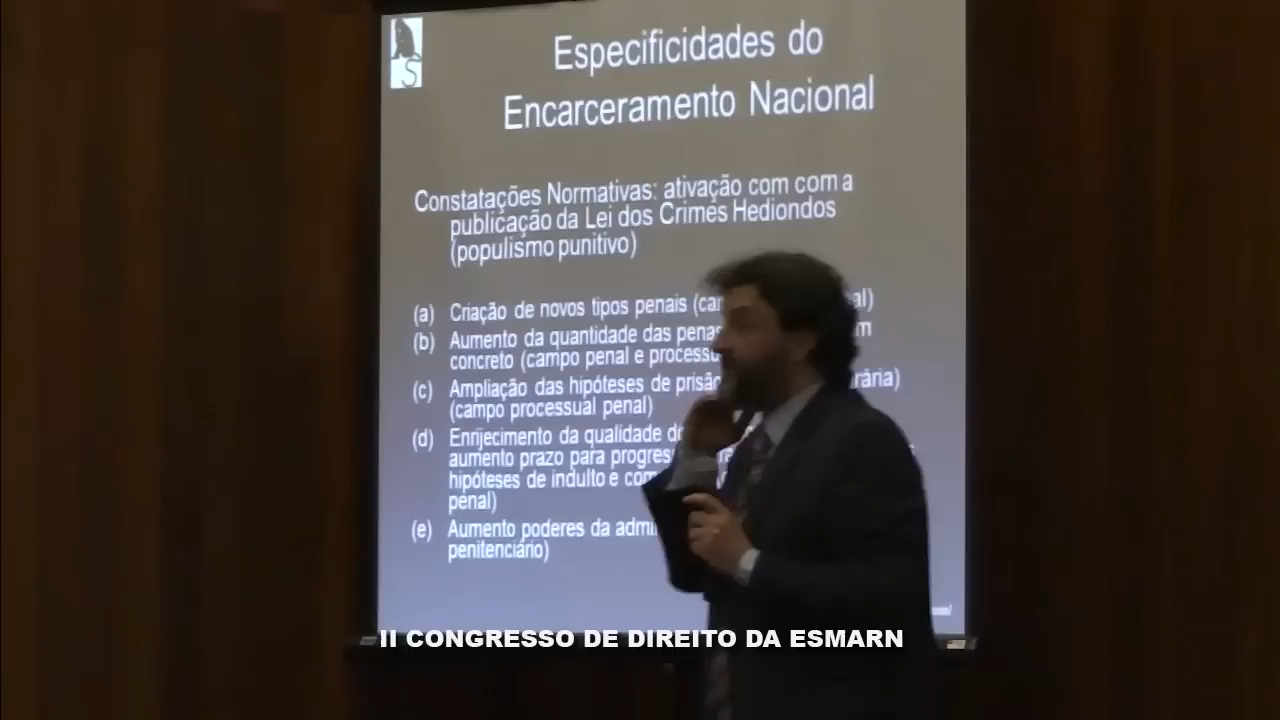 S
Especificidades do
Encarceramento Nacional
Constatações Normativas: ativação com com a
publicação da Lei dos Crimes Hediondos
(populismo punitivo)
(a) Criação de novos tipos penais
(b) Aumento da quantidade das penas
concreto (campo penal e
(c) Ampliação das hipóteses de prisão
(campo processual penal)
(d) Enrijecimento da qualidade
aumento prazo para
hipóteses de indulto e
penal)
(e) Aumento poderes da
penitenciário)
II CONGRESSO DE DIREITO DA ESMARN